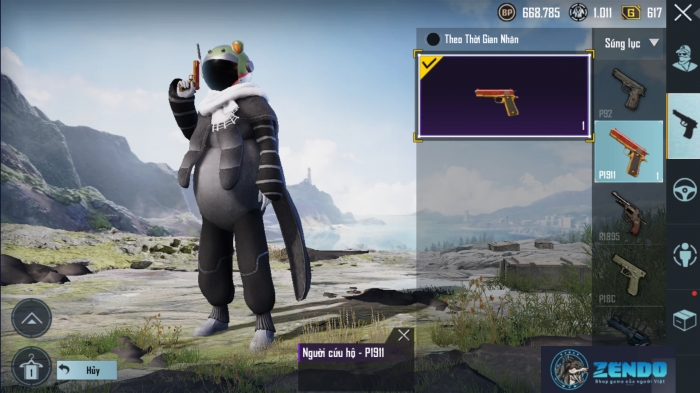 BP 668.785 1.011 G 617
Theo Thời Gian Nhận
Súng lục
1
P92
P1911
1
R1895
P18C
Người cứu hộ - P1911
1
Hủy
ZENDO
Shop game của người Việt